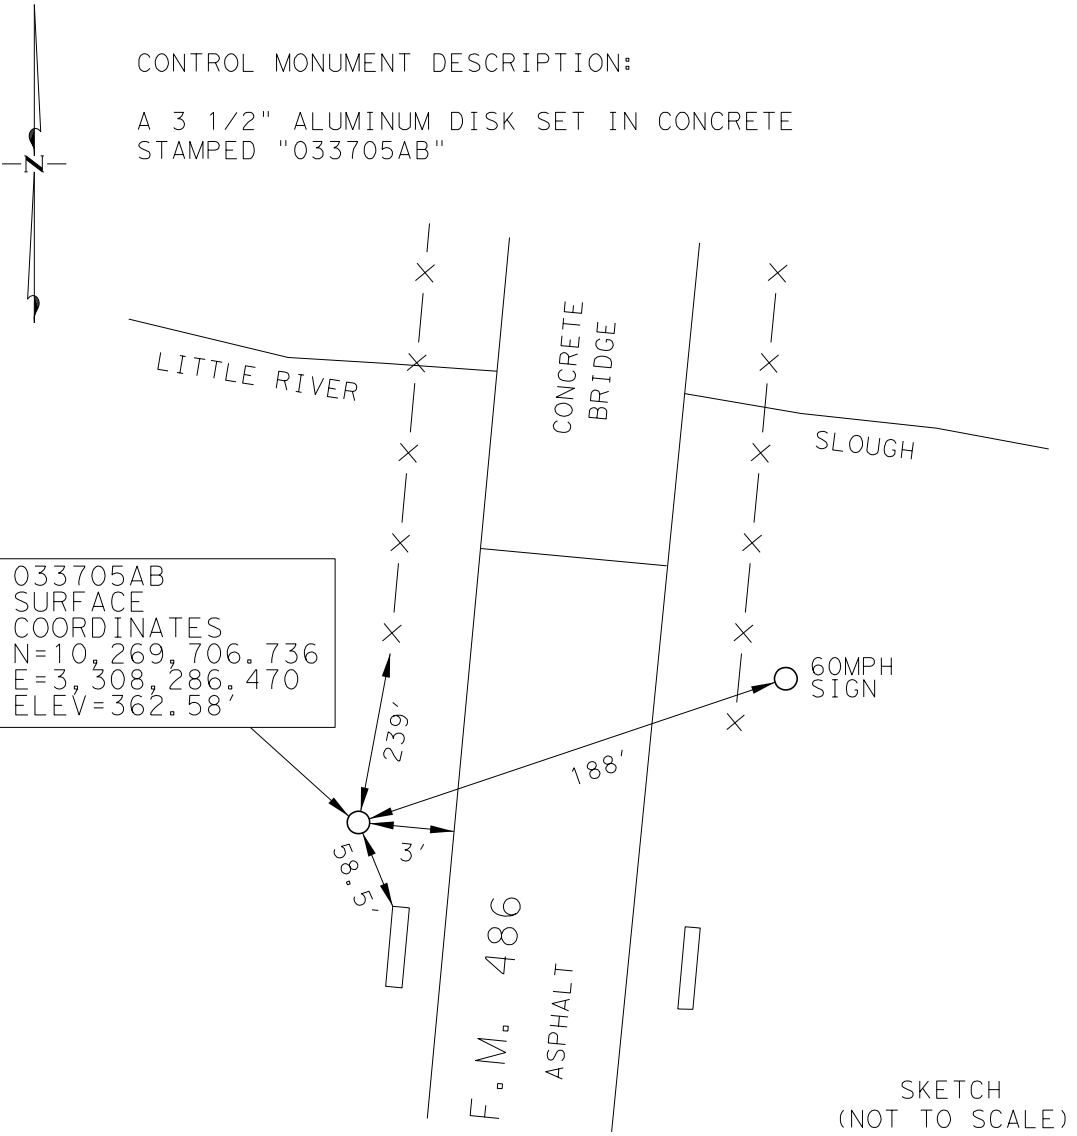 CONTROL MONUMENT DESCRIPTION:
A 3 1/2" ALUMINUM DISK SET IN CONCRETE
STAMPED "033705AB"
N
CONCRETE
BRIDGE
LITTLE RIVER
SLOUGH
033705AB
SURFACE
COORDINATES
N=10,269,706.736
E=3,308,286.470
ELEV=362.58'
60MPH
SIGN
239'
188'
3'
58.5'
F.M. 486
ASPHALT
SKETCH
(NOT TO SCALE)